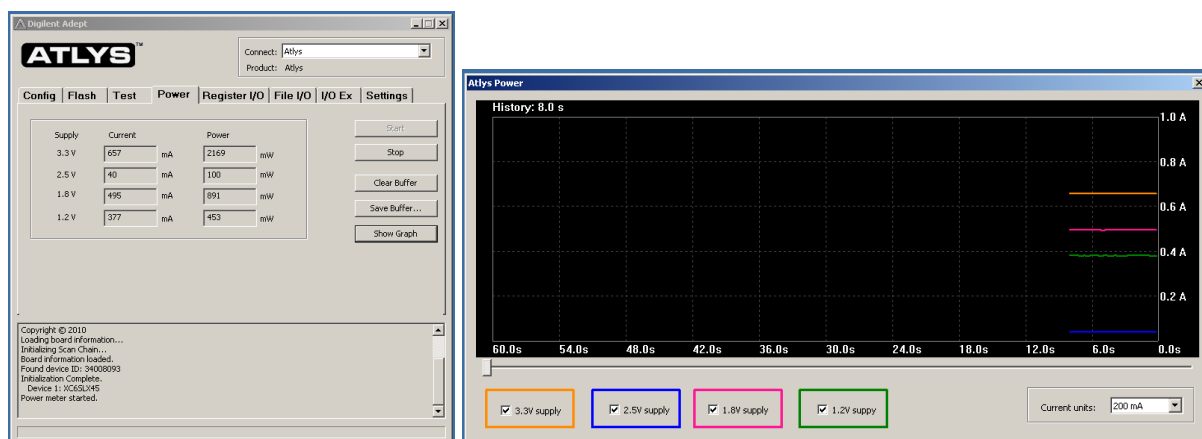 Digilent Adept
ATLYS™
Connect: Atlys
Product: Atlys
Config Flash Test Power Register I/O File I/O I/O Ex Settings
Supply Current Power
3.3 V 657 mA 2169 mW
2.5 V 40 mA 100 mW
1.8 V 495 mA 891 mW
1.2 V 377 mA 453 mW
Start
Stop
Clear Buffer
Save Buffer...
Show Graph
Copyright © 2010
Loading board information...
Initializing Scan Chain...
Board information loaded.
Found device ID: 34008093
Initialization Complete.
Device 1: XC6SLX45
Power meter started.
Atlys Power
History: 8.0 s
1.0 A
0.8 A
0.6 A
0.4 A
0.2 A
60.0s 54.0s 48.0s 42.0s 36.0s 30.0s 24.0s 18.0s 12.0s 6.0s 0.0s
3.3V supply 2.5V supply 1.8V supply 1.2V suppy
Current units: 200 mA